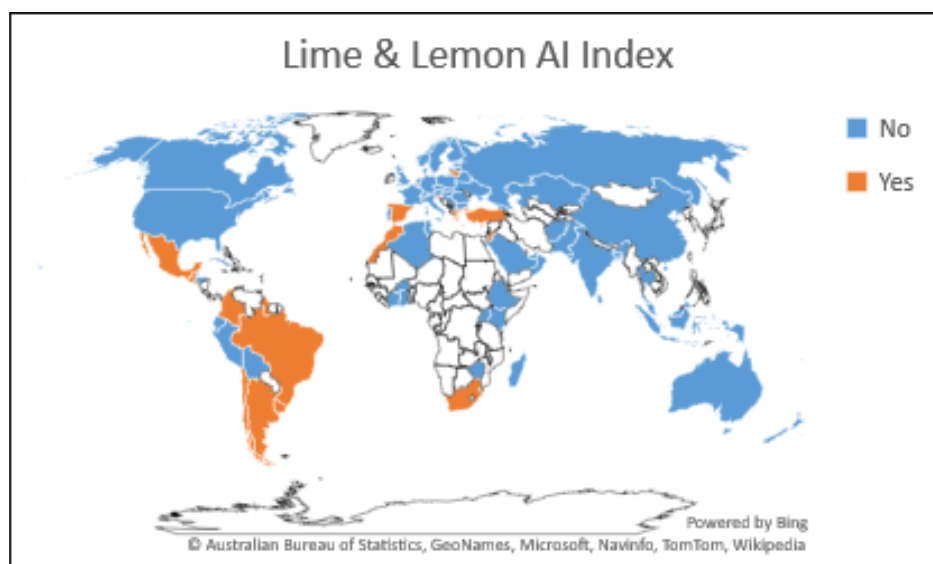 Lime & Lemon AI Index
No
Yes
Powered by Bing
© Australian Bureau of Statistics, GeoNames, Microsoft, Navinfo, TomTom, Wikipedia